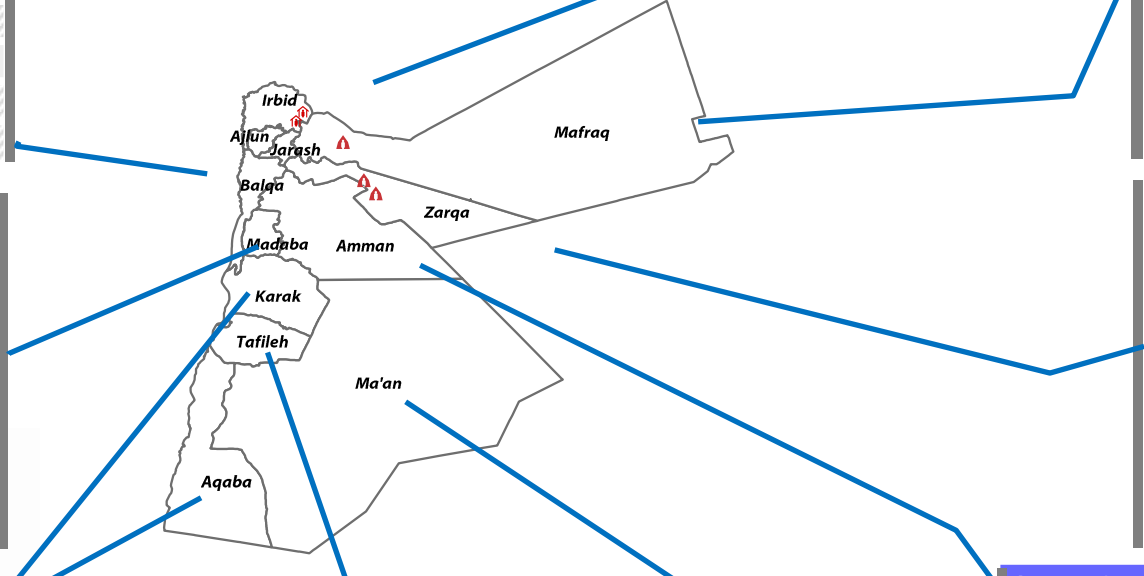 Irbid
Mafraq
Ajlun
Jarash
Balqa
Zarqa
Madaba
Amman
Karak
Tafileh
Ma'an
Aqaba